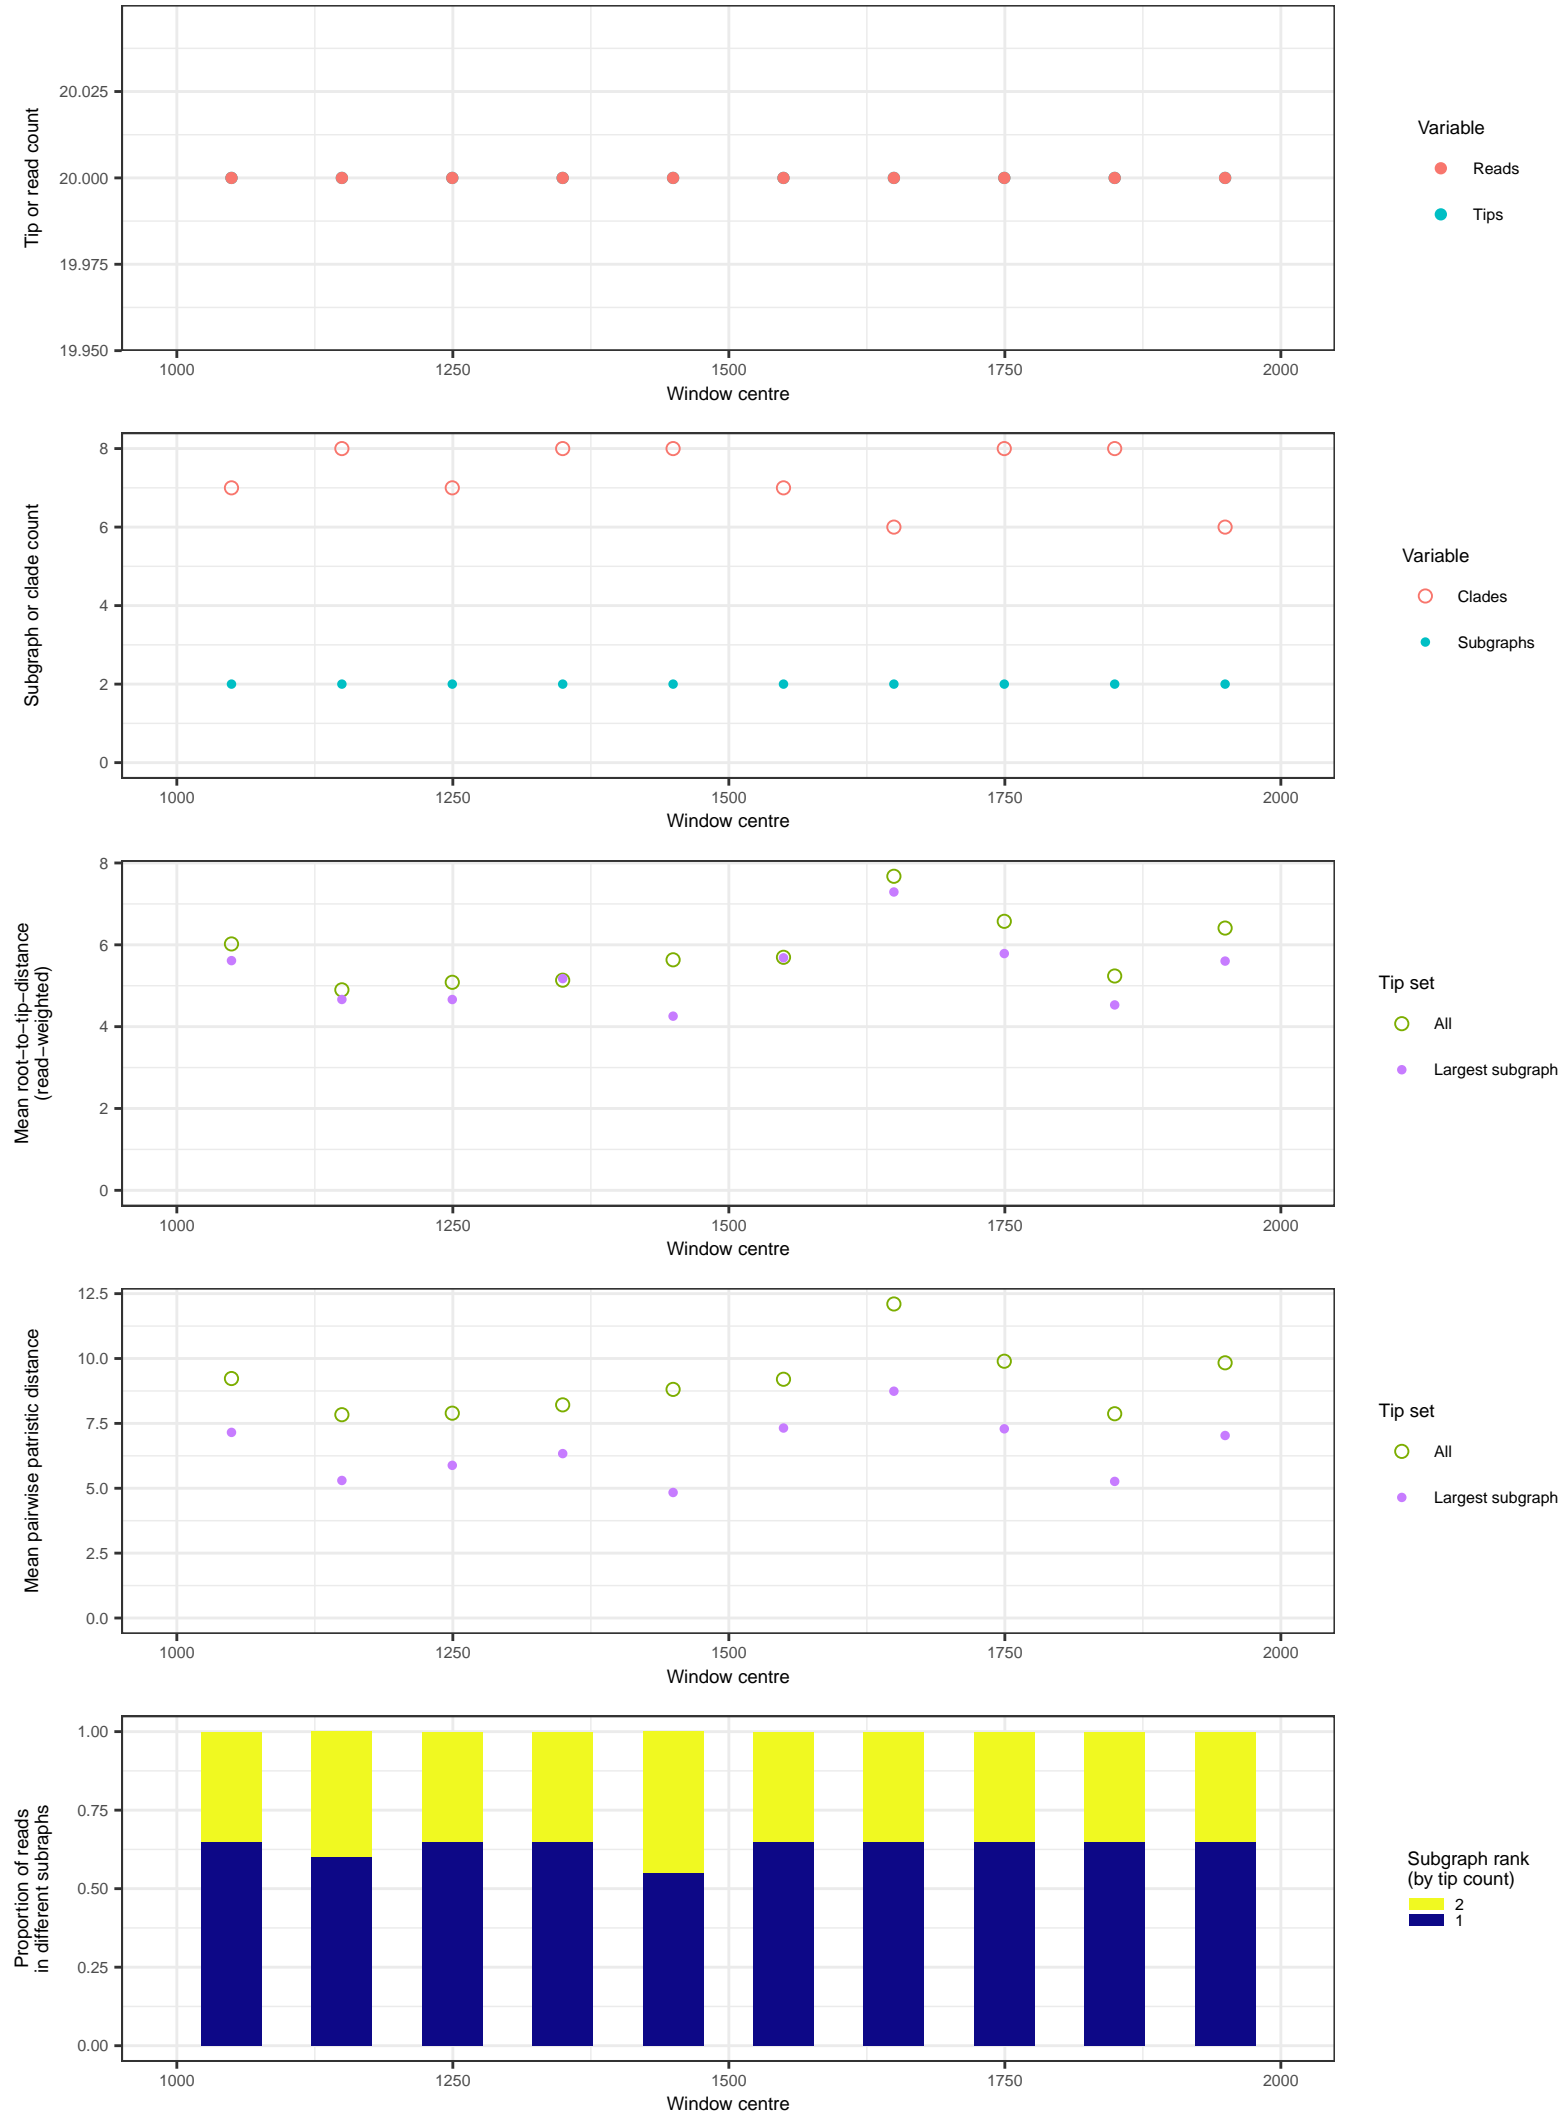 20.025
20.000
19.975
19.950
Tip or read count
1000 1250 1500 1750 2000
Window centre
Variable
Reads
Tips
8
6
4
2
0
Subgraph or clade count
1000 1250 1500 1750 2000
Window centre
Variable
Clades
Subgraphs
8
6
4
2
0
Mean root−to−tip−distance
(read−weighted)
1000 1250 1500 1750 2000
Window centre
Tip set
All
Largest subgraph
12.5
10.0
7.5
5.0
2.5
0.0
Mean pairwise patristic distance
1000 1250 1500 1750 2000
Window centre
Tip set
All
Largest subgraph
1.00
0.75
0.50
0.25
0.00
Proportion of reads
in different subraphs
1000 1250 1500 1750 2000
Window centre
Subgraph rank
(by tip count)
2
1